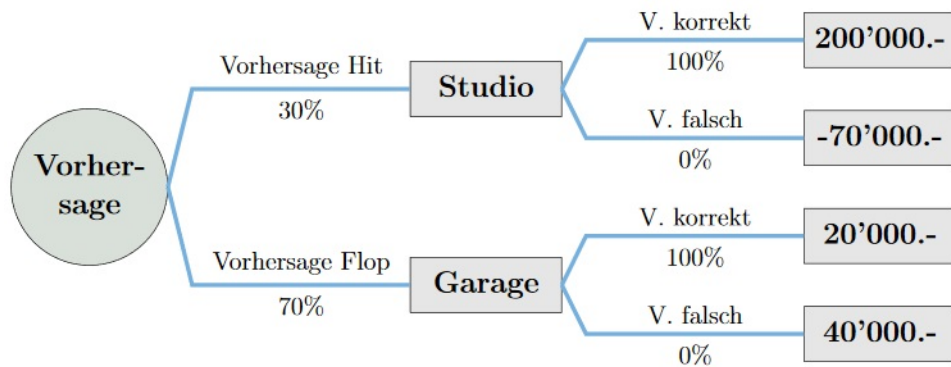 Vorher-
sage
Vorhersage Hit
30%
Studio
V. korrekt
100%
200'000.-
V. falsch
0%
-70'000.-
Vorhersage Flop
70%
Garage
V. korrekt
100%
20'000.-
V. falsch
0%
40'000.-